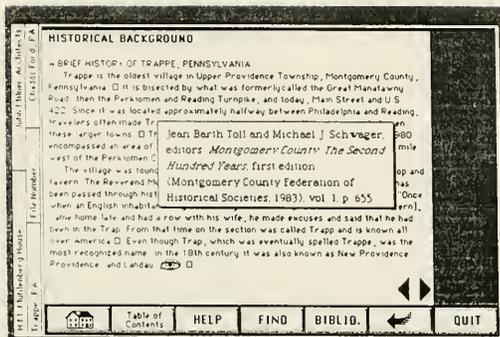 HISTORICAL BACKGROUND
A BRIEF HISTORY OF TRAPPE, PENNSYLVANIA
Trappe is the oldest village in Upper Providence Township, Montgomery County,
Pennsylvania □ It is bisected by what was formerly called the Great Manatawny
Road then the Perkiomen and Reading Turnpike, and today, Main Street and U S
422 Since it was located approximately halfway between Philadelphia and Reading,
travelers often made
these larger towns □
encompassed an area of mile
west of the Perkiomen C
The village was and
tavern. The Reverend has
been passed through "Once
when an English
came home late and had a row with his wife, he made excuses and said that he had
been in the Trap From that time on the section was called Trapp and is known all
over America □ Even though Trap, which was eventually spelled Trappe, was the
most recognized name in the 18th century it was also known as New Providence
Providence and Landau □
Jean Barth Toll and Michael J Schwager,
editors Montgomery County The Second
Hundred Years, first edition
(Montgomery County Federation of
Historical Societies, 1983), vol 1, p 655
John Milner Architects
Chadds Ford, PA
File Number
Muhlenberg House
Trappe PA
Table of
Contents
HELP
FIND
BIBLIO.
QUIT